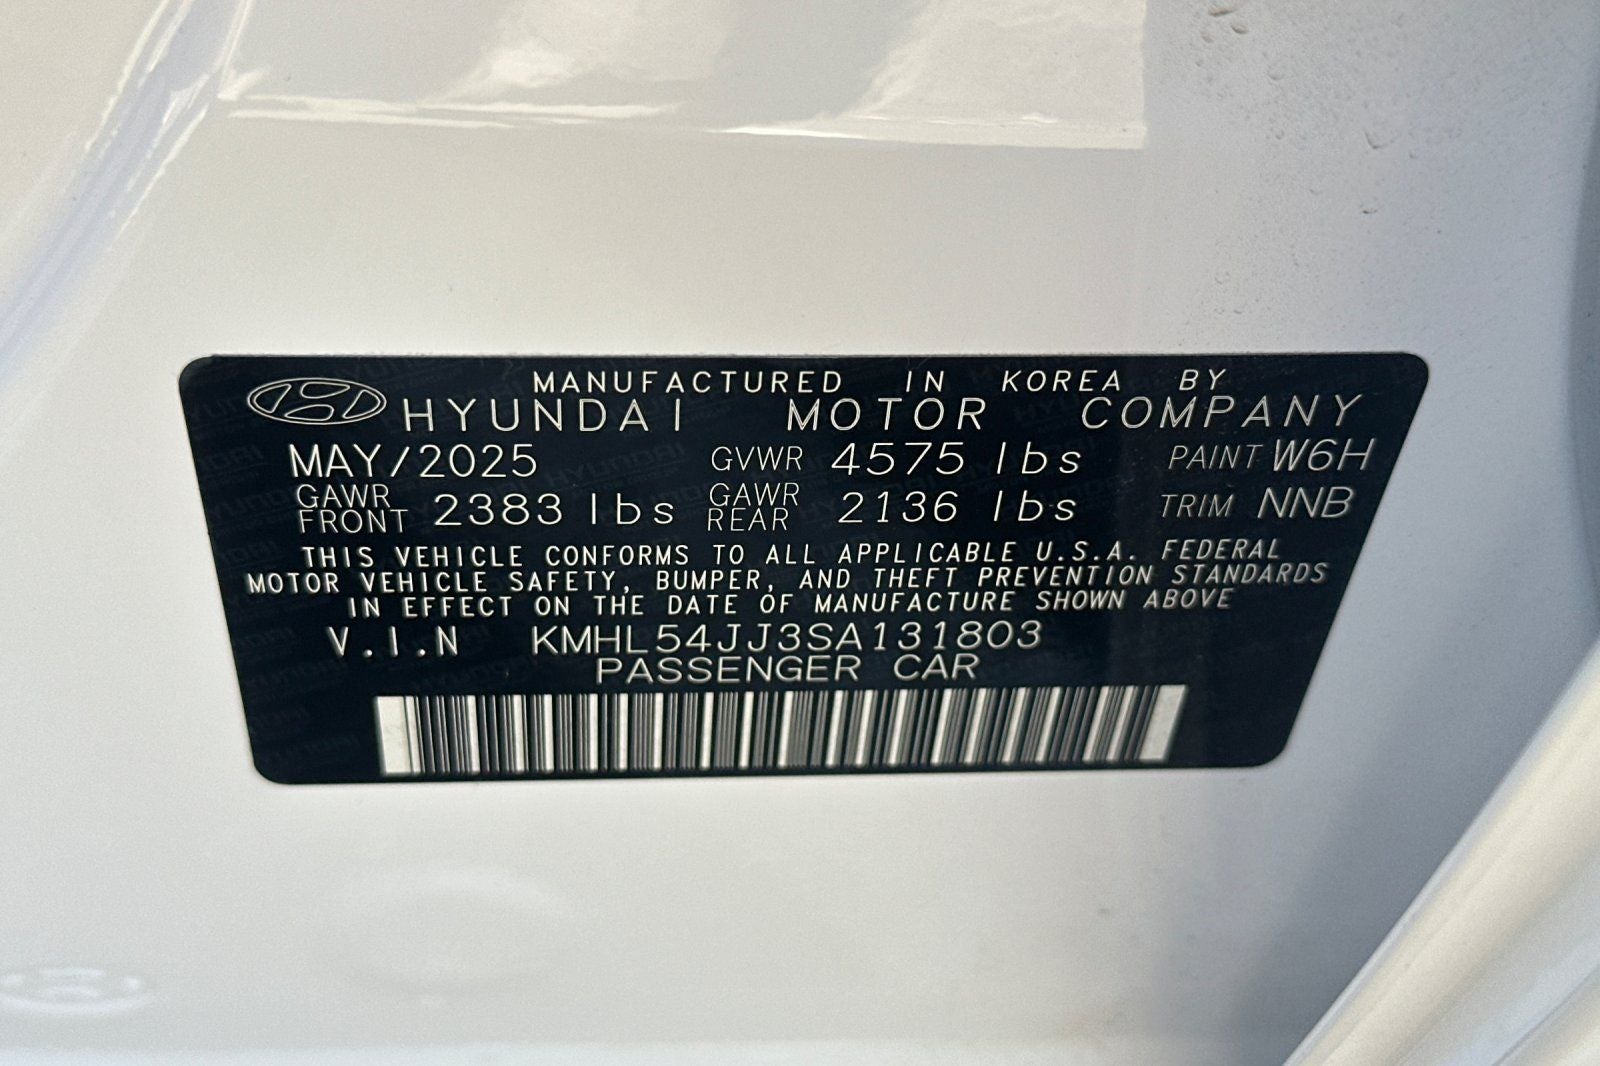 MANUFACTURED IN KOREA BY
HYUNDAI MOTOR COMPANY
MAY/2025 GVWR 4575 lbs PAINT W6H
GAWR FRONT 2383 lbs GAWR REAR 2136 lbs TRIM NNB
THIS VEHICLE CONFORMS TO ALL APPLICABLE U.S.A. FEDERAL
MOTOR VEHICLE SAFETY, BUMPER, AND THEFT PREVENTION STANDARDS
IN EFFECT ON THE DATE OF MANUFACTURE SHOWN ABOVE
V.I.N KMHL54JJ3SA131803
PASSENGER CAR